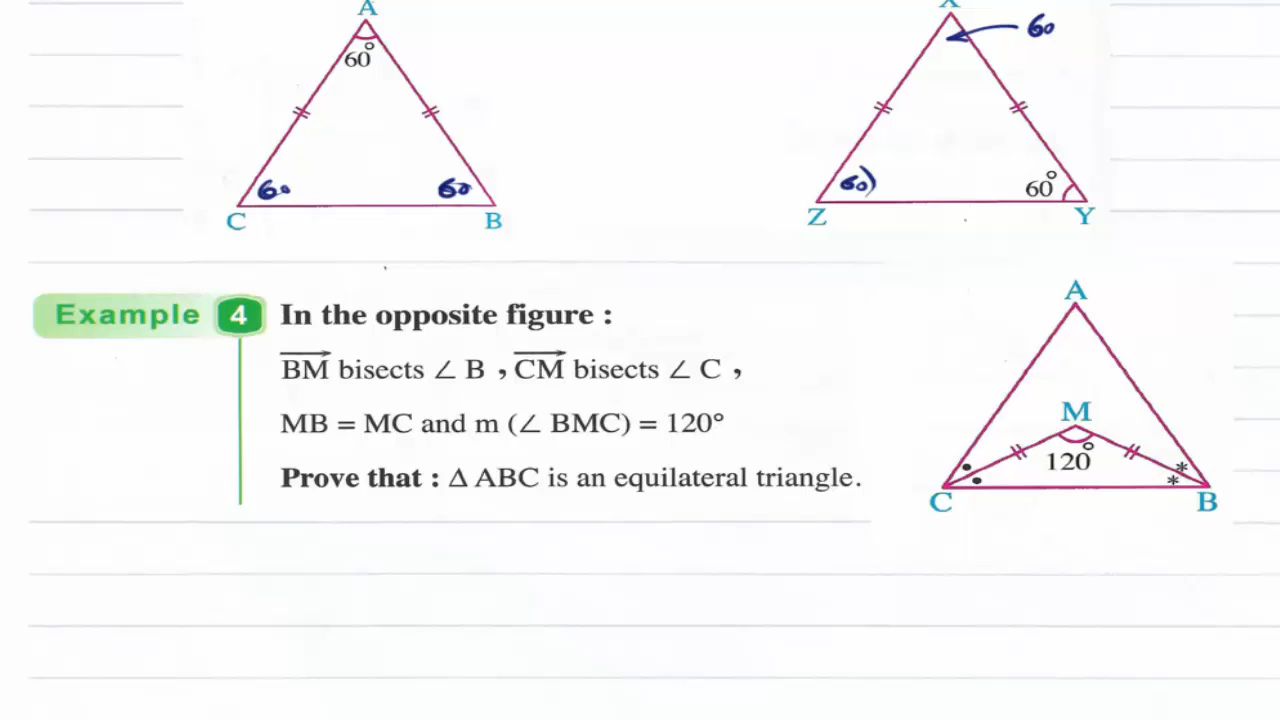 A
60°
60
60
C
B
X
60
60
60°
Z
Y
Example 4 In the opposite figure :
BM bisects ∠ B , CM bisects ∠ C ,
MB = MC and m (∠ BMC) = 120°
Prove that : Δ ABC is an equilateral triangle.
A
M
120°
C
B